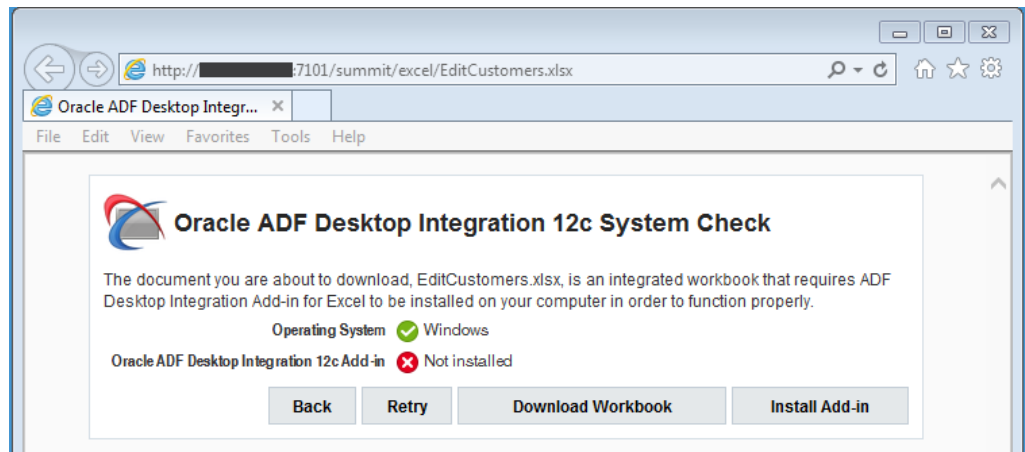 http://:7101/summit/excel/EditCustomers.xlsx
Oracle ADF Desktop Integr...
File Edit View Favorites Tools Help
Oracle ADF Desktop Integration 12c System Check
The document you are about to download, EditCustomers.xlsx, is an integrated workbook that requires ADF
Desktop Integration Add-in for Excel to be installed on your computer in order to function properly.
Operating System Windows
Oracle ADF Desktop Integration 12c Add-in Not installed
Back Retry Download Workbook Install Add-in